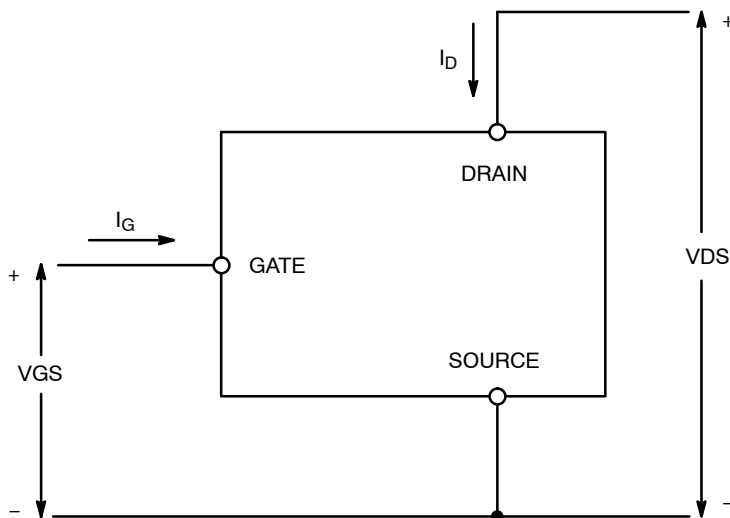 +
I_D
DRAIN
I_G
+
GATE
VDS
SOURCE
VGS
–
–